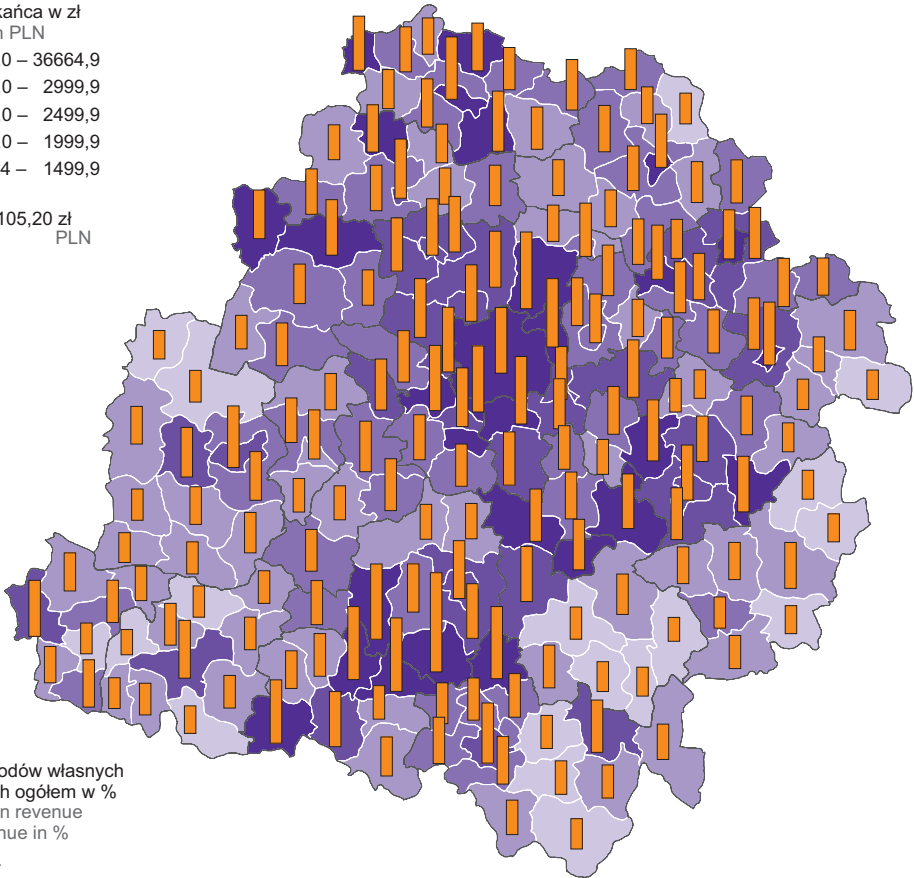 kańca w zł
n PLN
0 – 36664,9
0 – 2999,9
0 – 2499,9
0 – 1999,9
4 – 1499,9
105,20 zł
PLN
odów własnych
h ogółem w %
n revenue
nue in %